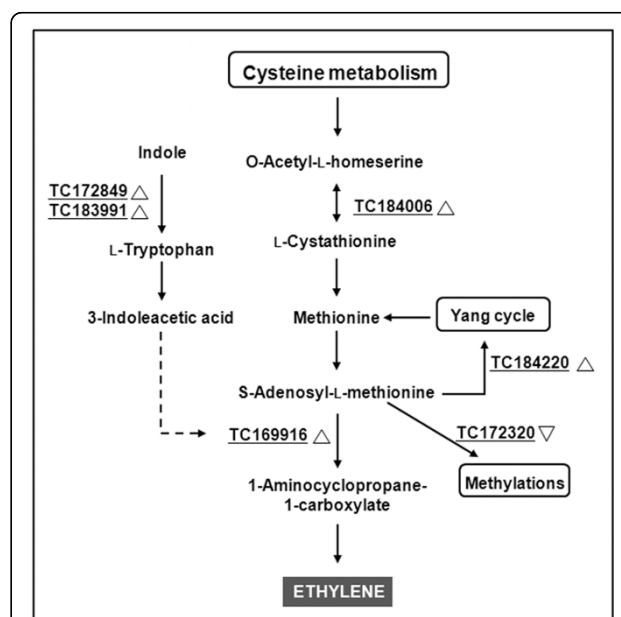 Cysteine metabolism
Indole
O-Acetyl-L-homeserine
TC172849 △
TC183991 △
TC184006 △
L-Tryptophan
L-Cystathionine
3-Indoleacetic acid
Methionine
Yang cycle
TC184220 △
S-Adenosyl-L-methionine
TC169916 △
TC172320 ▽
1-Aminocyclopropane-
1-carboxylate
Methylations
ETHYLENE